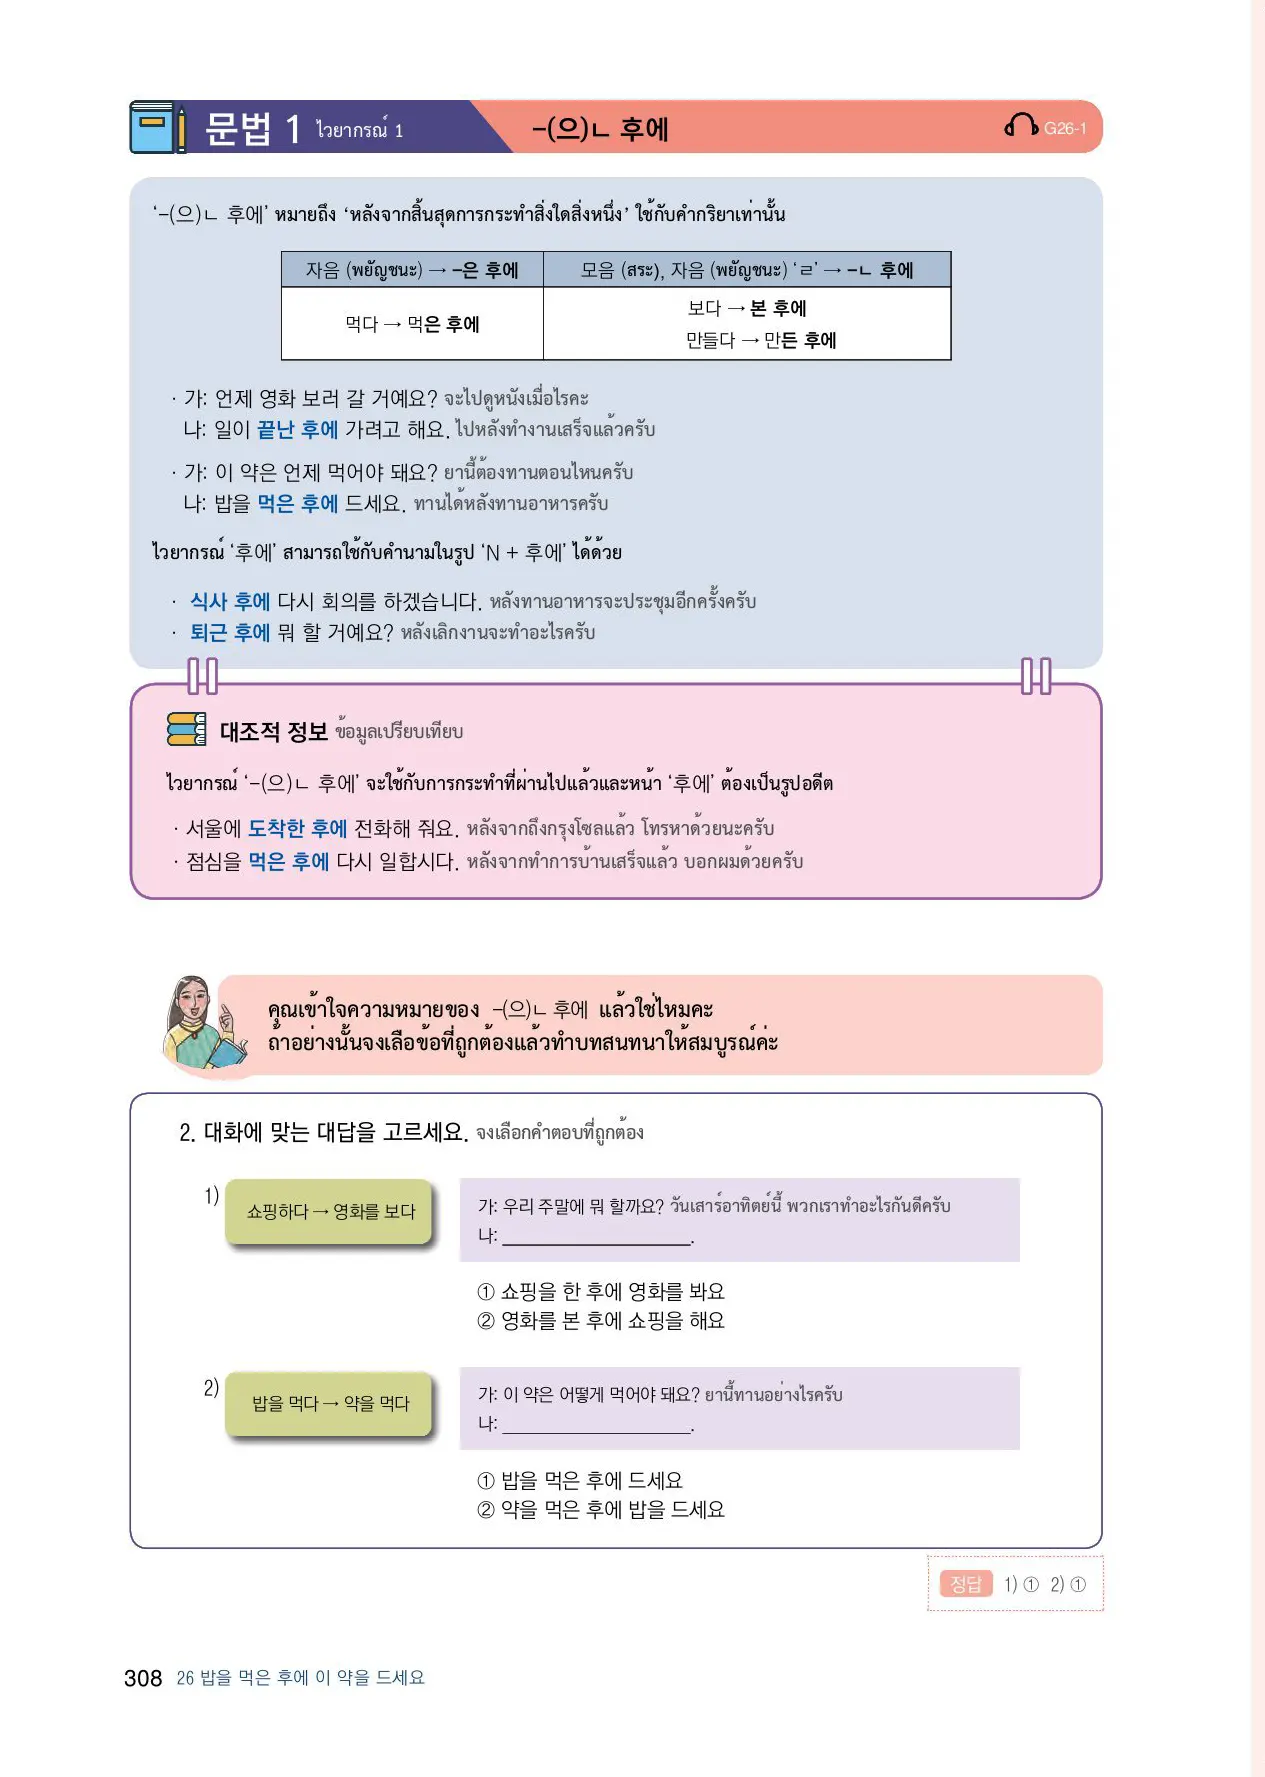 문법 1 ไวยากรณ์ 1 -(으)ㄴ 후에 G26-1
‘-(으)ㄴ 후에’ หมายถึง ‘หลังจากสิ้นสุดการกระทำสิ่งใดสิ่งหนึ่ง’ ใช้กับคำกริยาเท่านั้น
자음 (พยัญชนะ) → -은 후에
모음 (สระ), 자음 (พยัญชนะ) ‘ㄹ’ → -ㄴ 후에
먹다 → 먹은 후에
보다 → 본 후에
만들다 → 만든 후에
· 가: 언제 영화 보러 갈 거예요? จะไปดูหนังเมื่อไรคะ
나: 일이 끝난 후에 가려고 해요. ไปหลังทำงานเสร็จแล้วครับ
· 가: 이 약은 언제 먹어야 돼요? ยานี้ต้องทานตอนไหนครับ
나: 밥을 먹은 후에 드세요. ทานได้หลังทานอาหารครับ
ไวยากรณ์ ‘후에’ สามารถใช้กับคำนามในรูป ‘N + 후에’ ได้ด้วย
· 식사 후에 다시 회의를 하겠습니다. หลังทานอาหารจะประชุมอีกครั้งครับ
· 퇴근 후에 뭐 할 거예요? หลังเลิกงานจะทำอะไรครับ
대조적 정보 ข้อมูลเปรียบเทียบ
ไวยากรณ์ ‘-(으)ㄴ 후에’ จะใช้กับการกระทำที่ผ่านไปแล้วและหน้า ‘후에’ ต้องเป็นรูปอดีต
· 서울에 도착한 후에 전화해 줘요. หลังจากถึงกรุงโซลแล้ว โทรหาด้วยนะครับ
· 점심을 먹은 후에 다시 일합시다. หลังจากทำการบ้านเสร็จแล้ว บอกผมด้วยครับ
คุณเข้าใจความหมายของ -(으)ㄴ 후에 แล้วใช่ไหมคะ
ถ้าอย่างนั้นจงเลือข้อที่ถูกต้องแล้วทำบทสนทนาให้สมบูรณ์ค่ะ
2. 대화에 맞는 대답을 고르세요. จงเลือกคำตอบที่ถูกต้อง
1) 쇼핑하다 → 영화를 보다
가: 우리 주말에 뭐 할까요? วันเสาร์อาทิตย์นี้ พวกเราทำอะไรกันดีครับ
나: ____________________.
① 쇼핑을 한 후에 영화를 봐요
② 영화를 본 후에 쇼핑을 해요
2) 밥을 먹다 → 약을 먹다
가: 이 약은 어떻게 먹어야 돼요? ยานี้ทานอย่างไรครับ
나: ____________________.
① 밥을 먹은 후에 드세요
② 약을 먹은 후에 밥을 드세요
정답 1) ① 2) ①
308 26 밥을 먹은 후에 이 약을 드세요